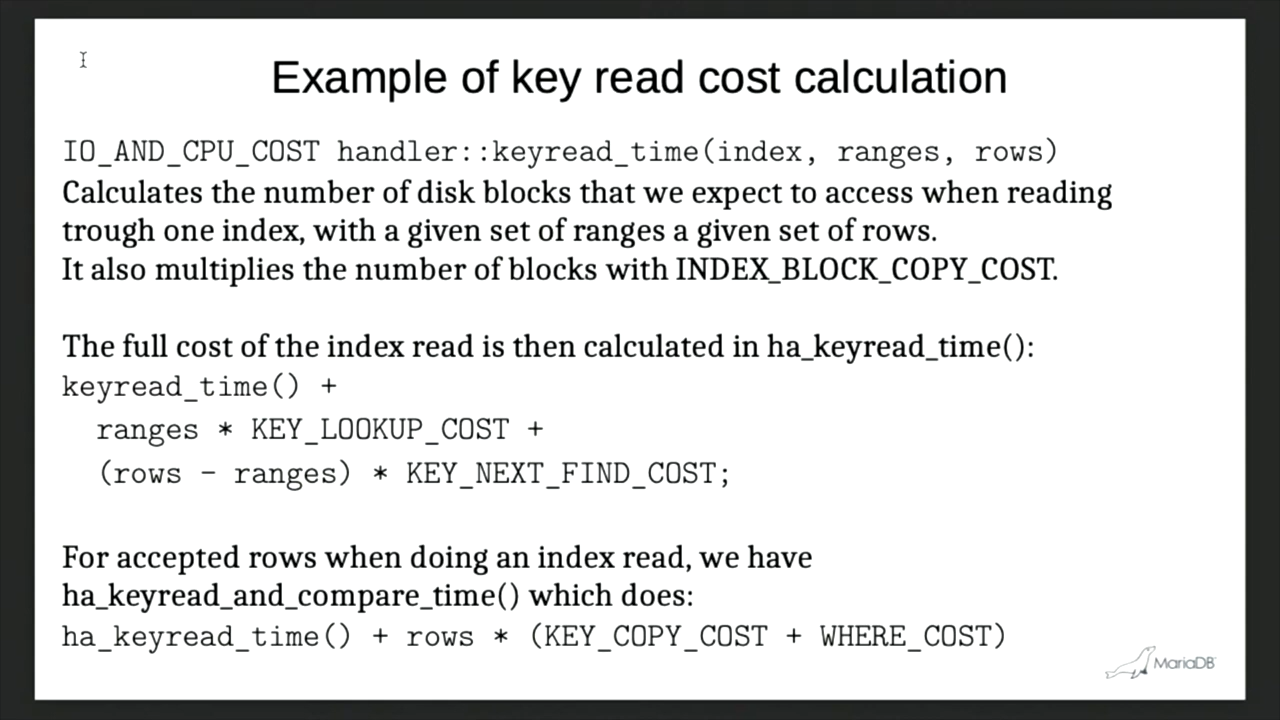 Example of key read cost calculation
IO_AND_CPU_COST handler::keyread_time(index, ranges, rows)
Calculates the number of disk blocks that we expect to access when reading
trough one index, with a given set of ranges a given set of rows.
It also multiplies the number of blocks with INDEX_BLOCK_COPY_COST.
The full cost of the index read is then calculated in ha_keyread_time():
keyread_time() +
ranges * KEY_LOOKUP_COST +
(rows - ranges) * KEY_NEXT_FIND_COST;
For accepted rows when doing an index read, we have
ha_keyread_and_compare_time() which does:
ha_keyread_time() + rows * (KEY_COPY_COST + WHERE_COST)
MariaDB